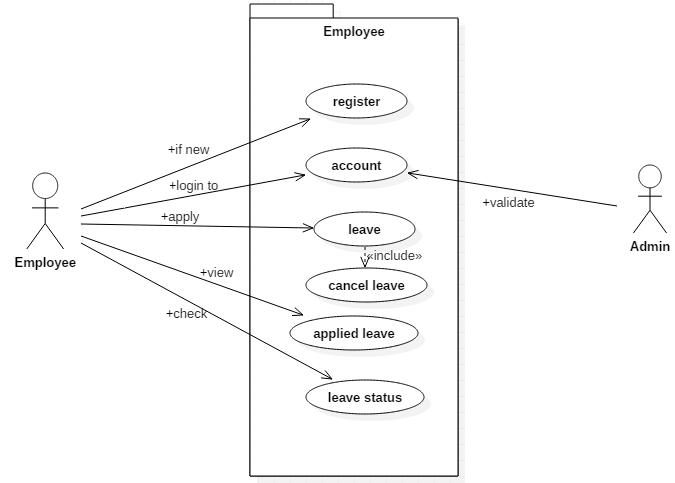 Employee
register
+if new
account
+login to
+validate
+apply
leave
Employee
Admin
«include»
+view
cancel leave
+check
applied leave
leave status